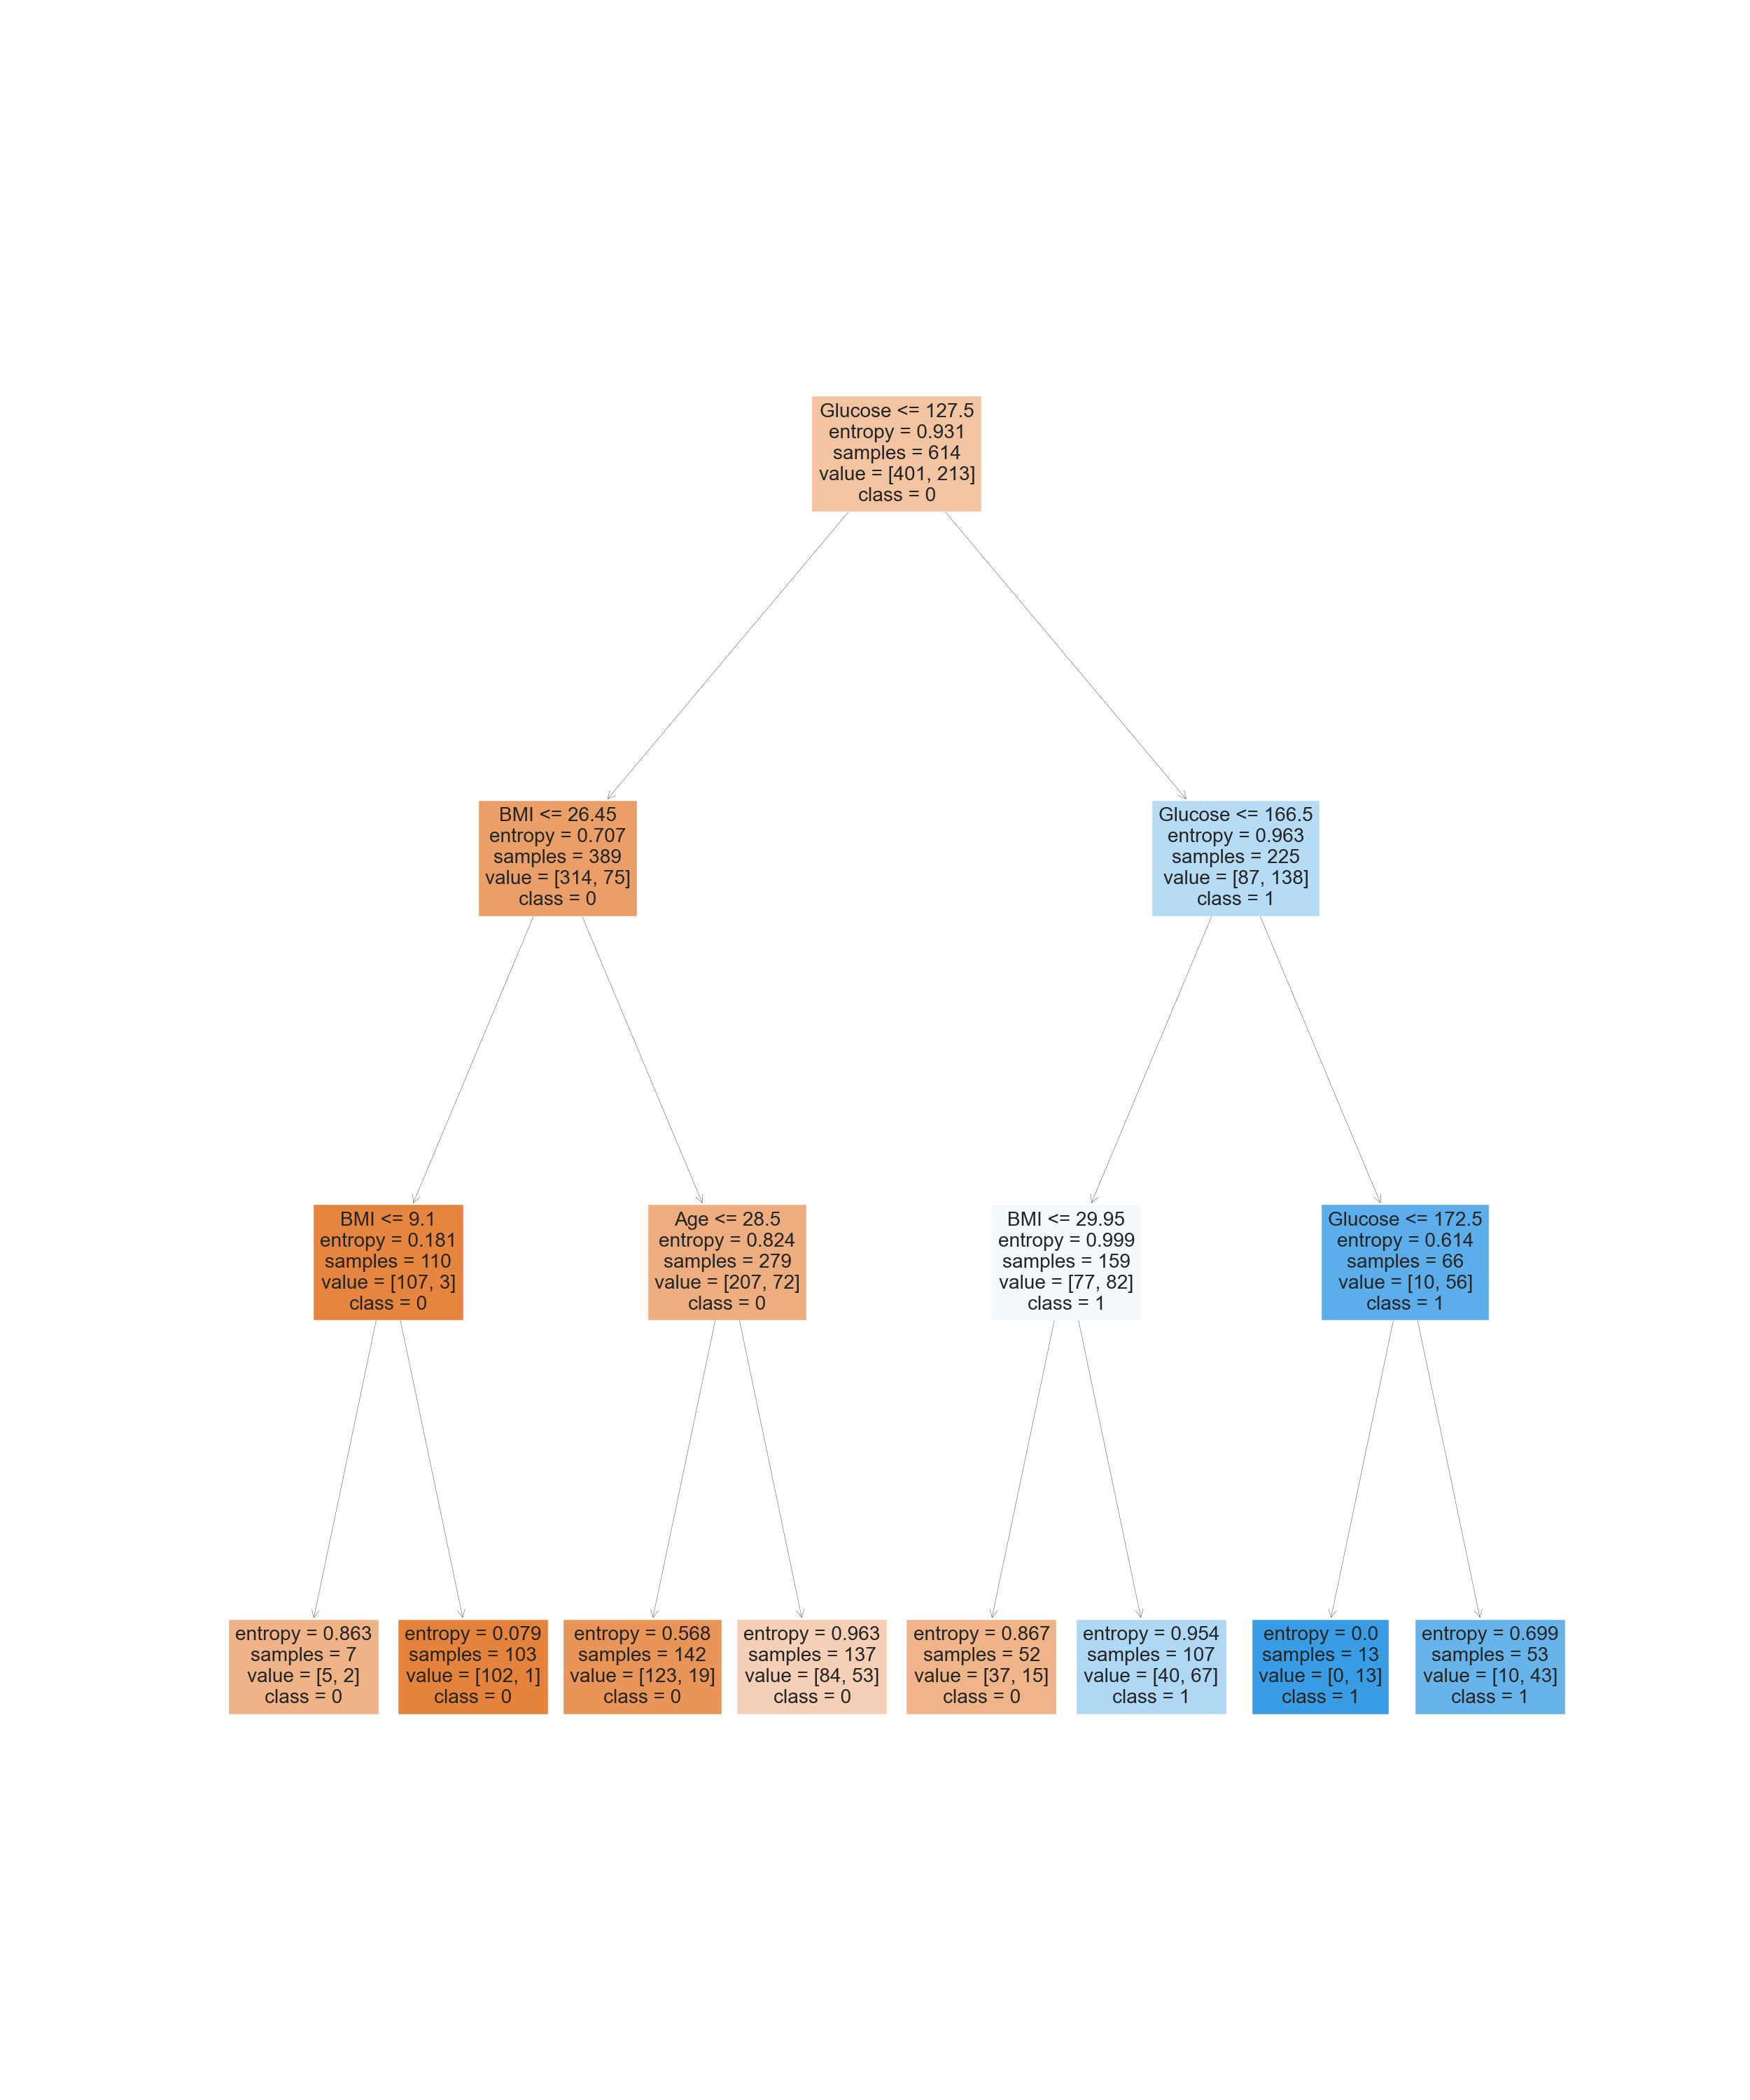 Glucose <= 127.5
entropy = 0.931
samples = 614
value = [401, 213]
class = 0
BMI <= 26.45
entropy = 0.707
samples = 389
value = [314, 75]
class = 0
Glucose <= 166.5
entropy = 0.963
samples = 225
value = [87, 138]
class = 1
BMI <= 9.1
entropy = 0.181
samples = 110
value = [107, 3]
class = 0
Age <= 28.5
entropy = 0.824
samples = 279
value = [207, 72]
class = 0
BMI <= 29.95
entropy = 0.999
samples = 159
value = [77, 82]
class = 1
Glucose <= 172.5
entropy = 0.614
samples = 66
value = [10, 56]
class = 1
entropy = 0.863
samples = 7
value = [5, 2]
class = 0
entropy = 0.079
samples = 103
value = [102, 1]
class = 0
entropy = 0.568
samples = 142
value = [123, 19]
class = 0
entropy = 0.963
samples = 137
value = [84, 53]
class = 0
entropy = 0.867
samples = 52
value = [37, 15]
class = 0
entropy = 0.954
samples = 107
value = [40, 67]
class = 1
entropy = 0.0
samples = 13
value = [0, 13]
class = 1
entropy = 0.699
samples = 53
value = [10, 43]
class = 1